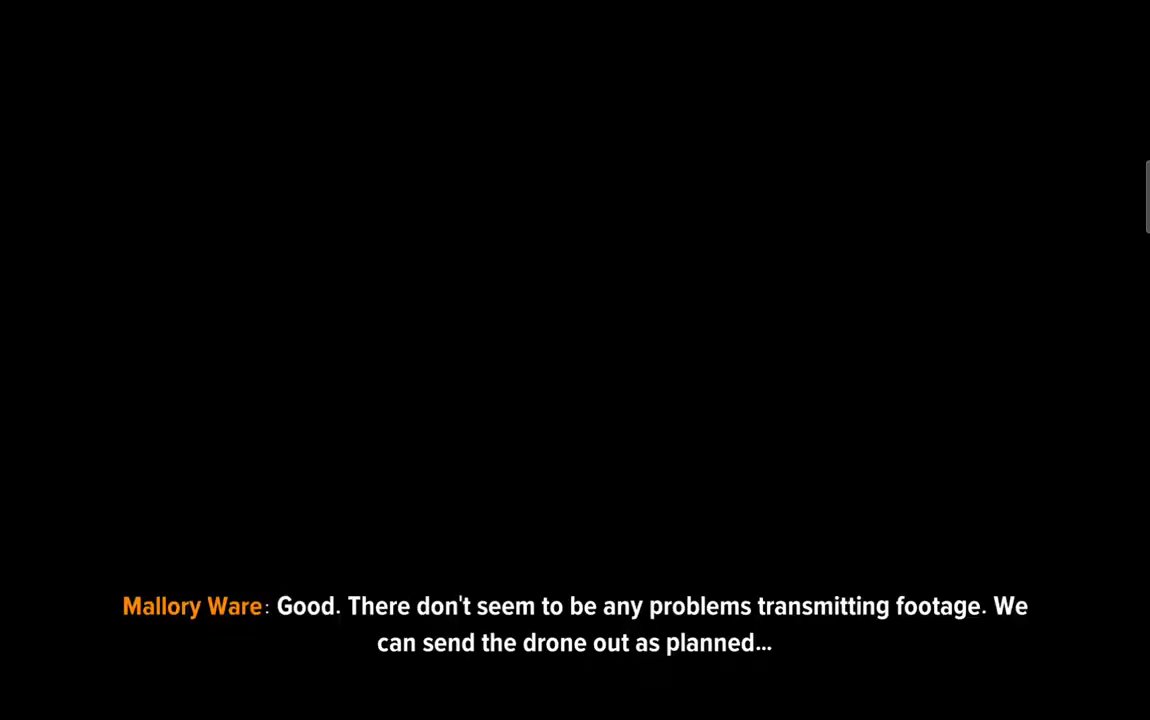 Mallory Ware: Good. There don't seem to be any problems transmitting footage. We
can send the drone out as planned...